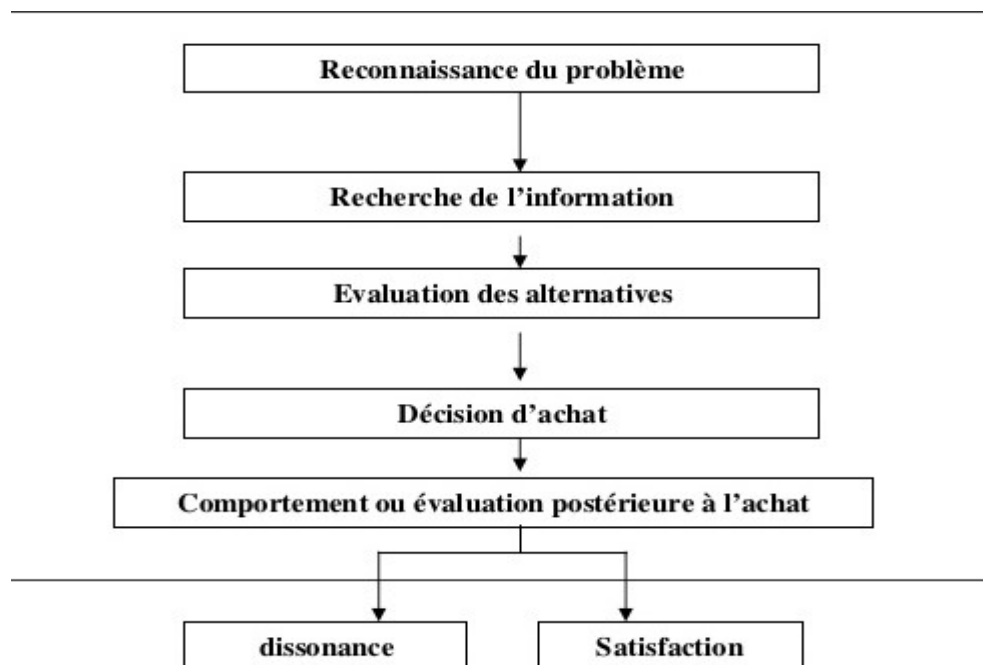 Reconnaissance du problème
Recherche de l’information
Evaluation des alternatives
Décision d’achat
Comportement ou évaluation postérieure à l’achat
dissonance
Satisfaction